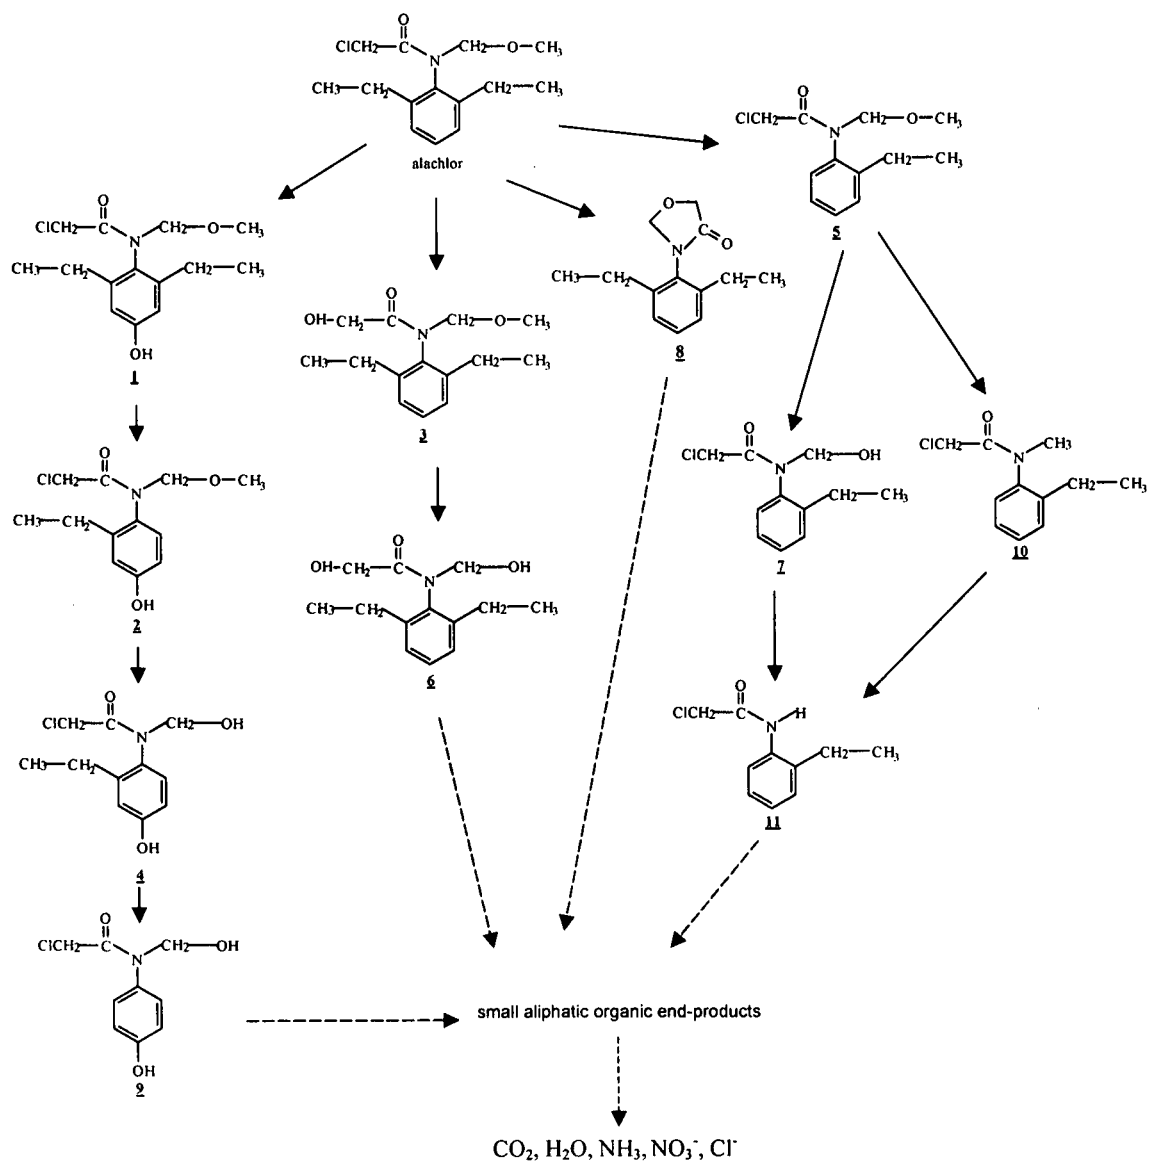 O
ClCH2 C N CH2 O CH3
CH3 CH2 CH2 CH3
alachlor
O
ClCH2 C N CH2 O CH3
CH2 CH3
5
O
ClCH2 C N CH2 O CH3
CH3 CH2 CH2 CH3
OH
1
O
C O
N
CH3 CH2 CH2 CH3
8
O
OH CH2 C N CH2 O CH3
CH3 CH2 CH2 CH3
3
O
ClCH2 C N CH2 O CH3
CH3 CH2
OH
2
O
ClCH2 C N CH2 OH
CH2 CH3
7
O
ClCH2 C N CH3
CH2 CH3
10
O
OH CH2 C N CH2 OH
CH3 CH2 CH2 CH3
6
O
ClCH2 C N CH2 OH
CH3 CH2
OH
4
O
ClCH2 C N H
CH2 CH3
11
O
ClCH2 C N CH2 OH
OH
9
small aliphatic organic end-products
CO2, H2O, NH3, NO3-, Cl-